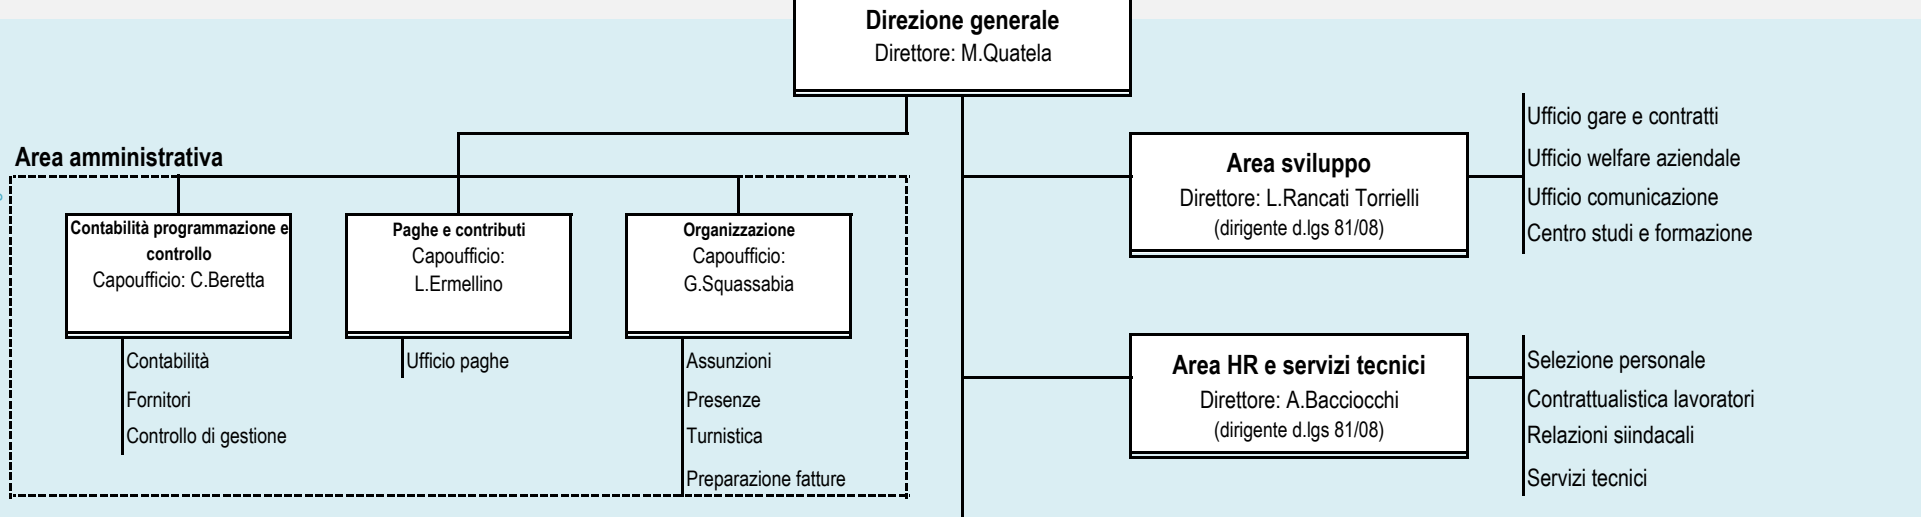 Direzione generale
Direttore: M.Quatela
Area amministrativa
Contabilità programmazione e
controllo
Capoufficio: C.Beretta
Contabilità
Fornitori
Controllo di gestione
Paghe e contributi
Capoufficio:
L.Ermellino
Ufficio paghe
Organizzazione
Capoufficio:
G.Squassabia
Assunzioni
Presenze
Turnistica
Preparazione fatture
Area sviluppo
Direttore: L.Rancati Torrielli
(dirigente d.lgs 81/08)
Ufficio gare e contratti
Ufficio welfare aziendale
Ufficio comunicazione
Centro studi e formazione
Area HR e servizi tecnici
Direttore: A.Bacciocchi
(dirigente d.lgs 81/08)
Selezione personale
Contrattualistica lavoratori
Relazioni siindacali
Servizi tecnici